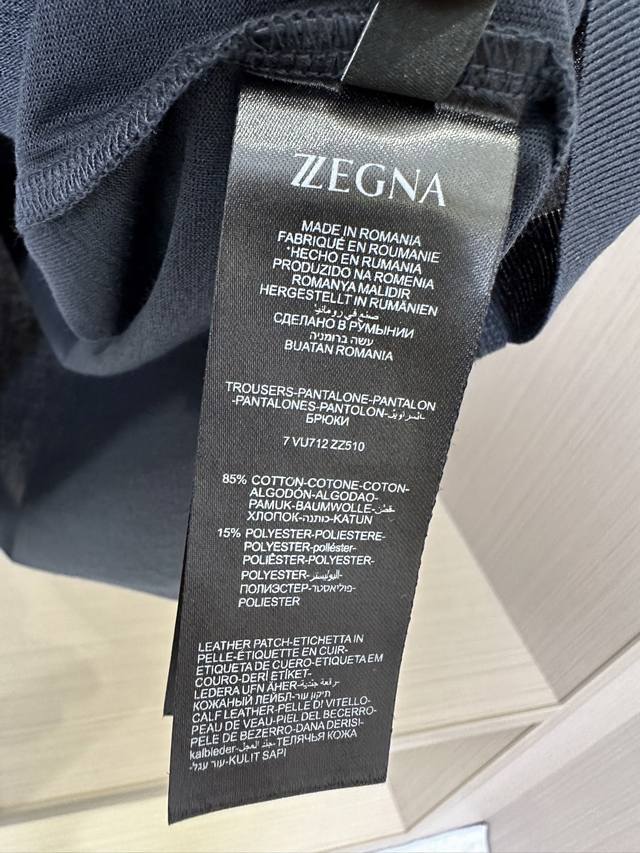 ZZEGNA
MADE IN ROMANIA
FABRIQUÉ EN ROUMANIE
*HECHO EN RUMANIA
PRODUZIDO NA ROMENIA
ROMANYA MALIDIR
HERGESTELLT IN RUMÄNIEN
صنع في رومانيا
СДЕЛАНО В РУМЫНИИ
עשה ברומניה
BUATAN ROMANIA
TROUSERS-PANTALONE-PANTALON
-PANTALONES-PANTOLON-
БРЮКИ
7 VU712 ZZ510
85% COTTON-COTONE-COTON-
ALGODÓN-ALGODAO-
PAMUK-BAUMWOLLE-قطن-
ХЛОПОК-כותנה-KATUN
15% POLYESTER-POLIESTERE-
POLYESTER-poliéster-
POLIÉSTER-POLYESTER-
POLYESTER-البوليستر-
ПОЛИЭСТЕР-פוליאסטר-
POLIESTER
LEATHER PATCH-ETICHETTA IN
PELLE-ÉTIQUETTE EN CUIR-
ETIQUETA DE CUERO-ETIQUETA EM
COURO-DERİ ETİKET-
LEDERA UFN ÄHER-رقعة جلدية-
КОЖАНЫЙ ЛЕЙБЛ-תיקון עור-
CALF LEATHER-PELLE DI VITELLO-
PEAU DE VEAU-PIEL DEL BECERRO-
PELE DE BEZERRO-DANA DERISI-
kalbleder-جلد العجل-ТЕЛЯЧЬЯ КОЖА
-עור עגל-KULIT SAPI